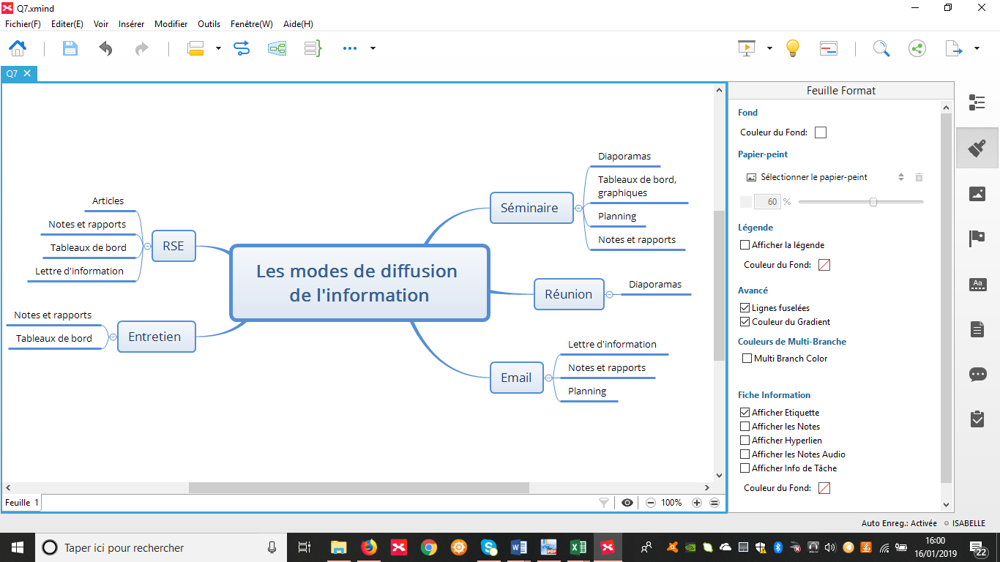 Q7.xmind
Fichier(F) Editer(E) Voir Insérer Modifier Outils Fenêtre(W) Aide(H)
Q7
Séminaire
Diaporamas
Tableaux de bord,
graphiques
Planning
Notes et rapports
Réunion
Diaporamas
Email
Lettre d'information
Notes et rapports
Planning
Les modes de diffusion
de l'information
RSE
Articles
Notes et rapports
Tableaux de bord
Lettre d'information
Entretien
Notes et rapports
Tableaux de bord
Feuille 1
100%
Feuille Format
Fond
Couleur du Fond:
Papier-peint
Sélectionner le papier-peint
60 %
Légende
Afficher la légende
Couleur du Fond:
Avancé
Lignes fuselées
Couleur du Gradient
Couleurs de Multi-Branche
Multi Branch Color
Fiche Information
Afficher Etiquette
Afficher les Notes
Afficher Hyperlien
Afficher les Notes Audio
Afficher Info de Tâche
Couleur du Fond:
Aa
Auto Enreg.: Activée ISABELLE
Taper ici pour rechercher
16:00
16/01/2019
22